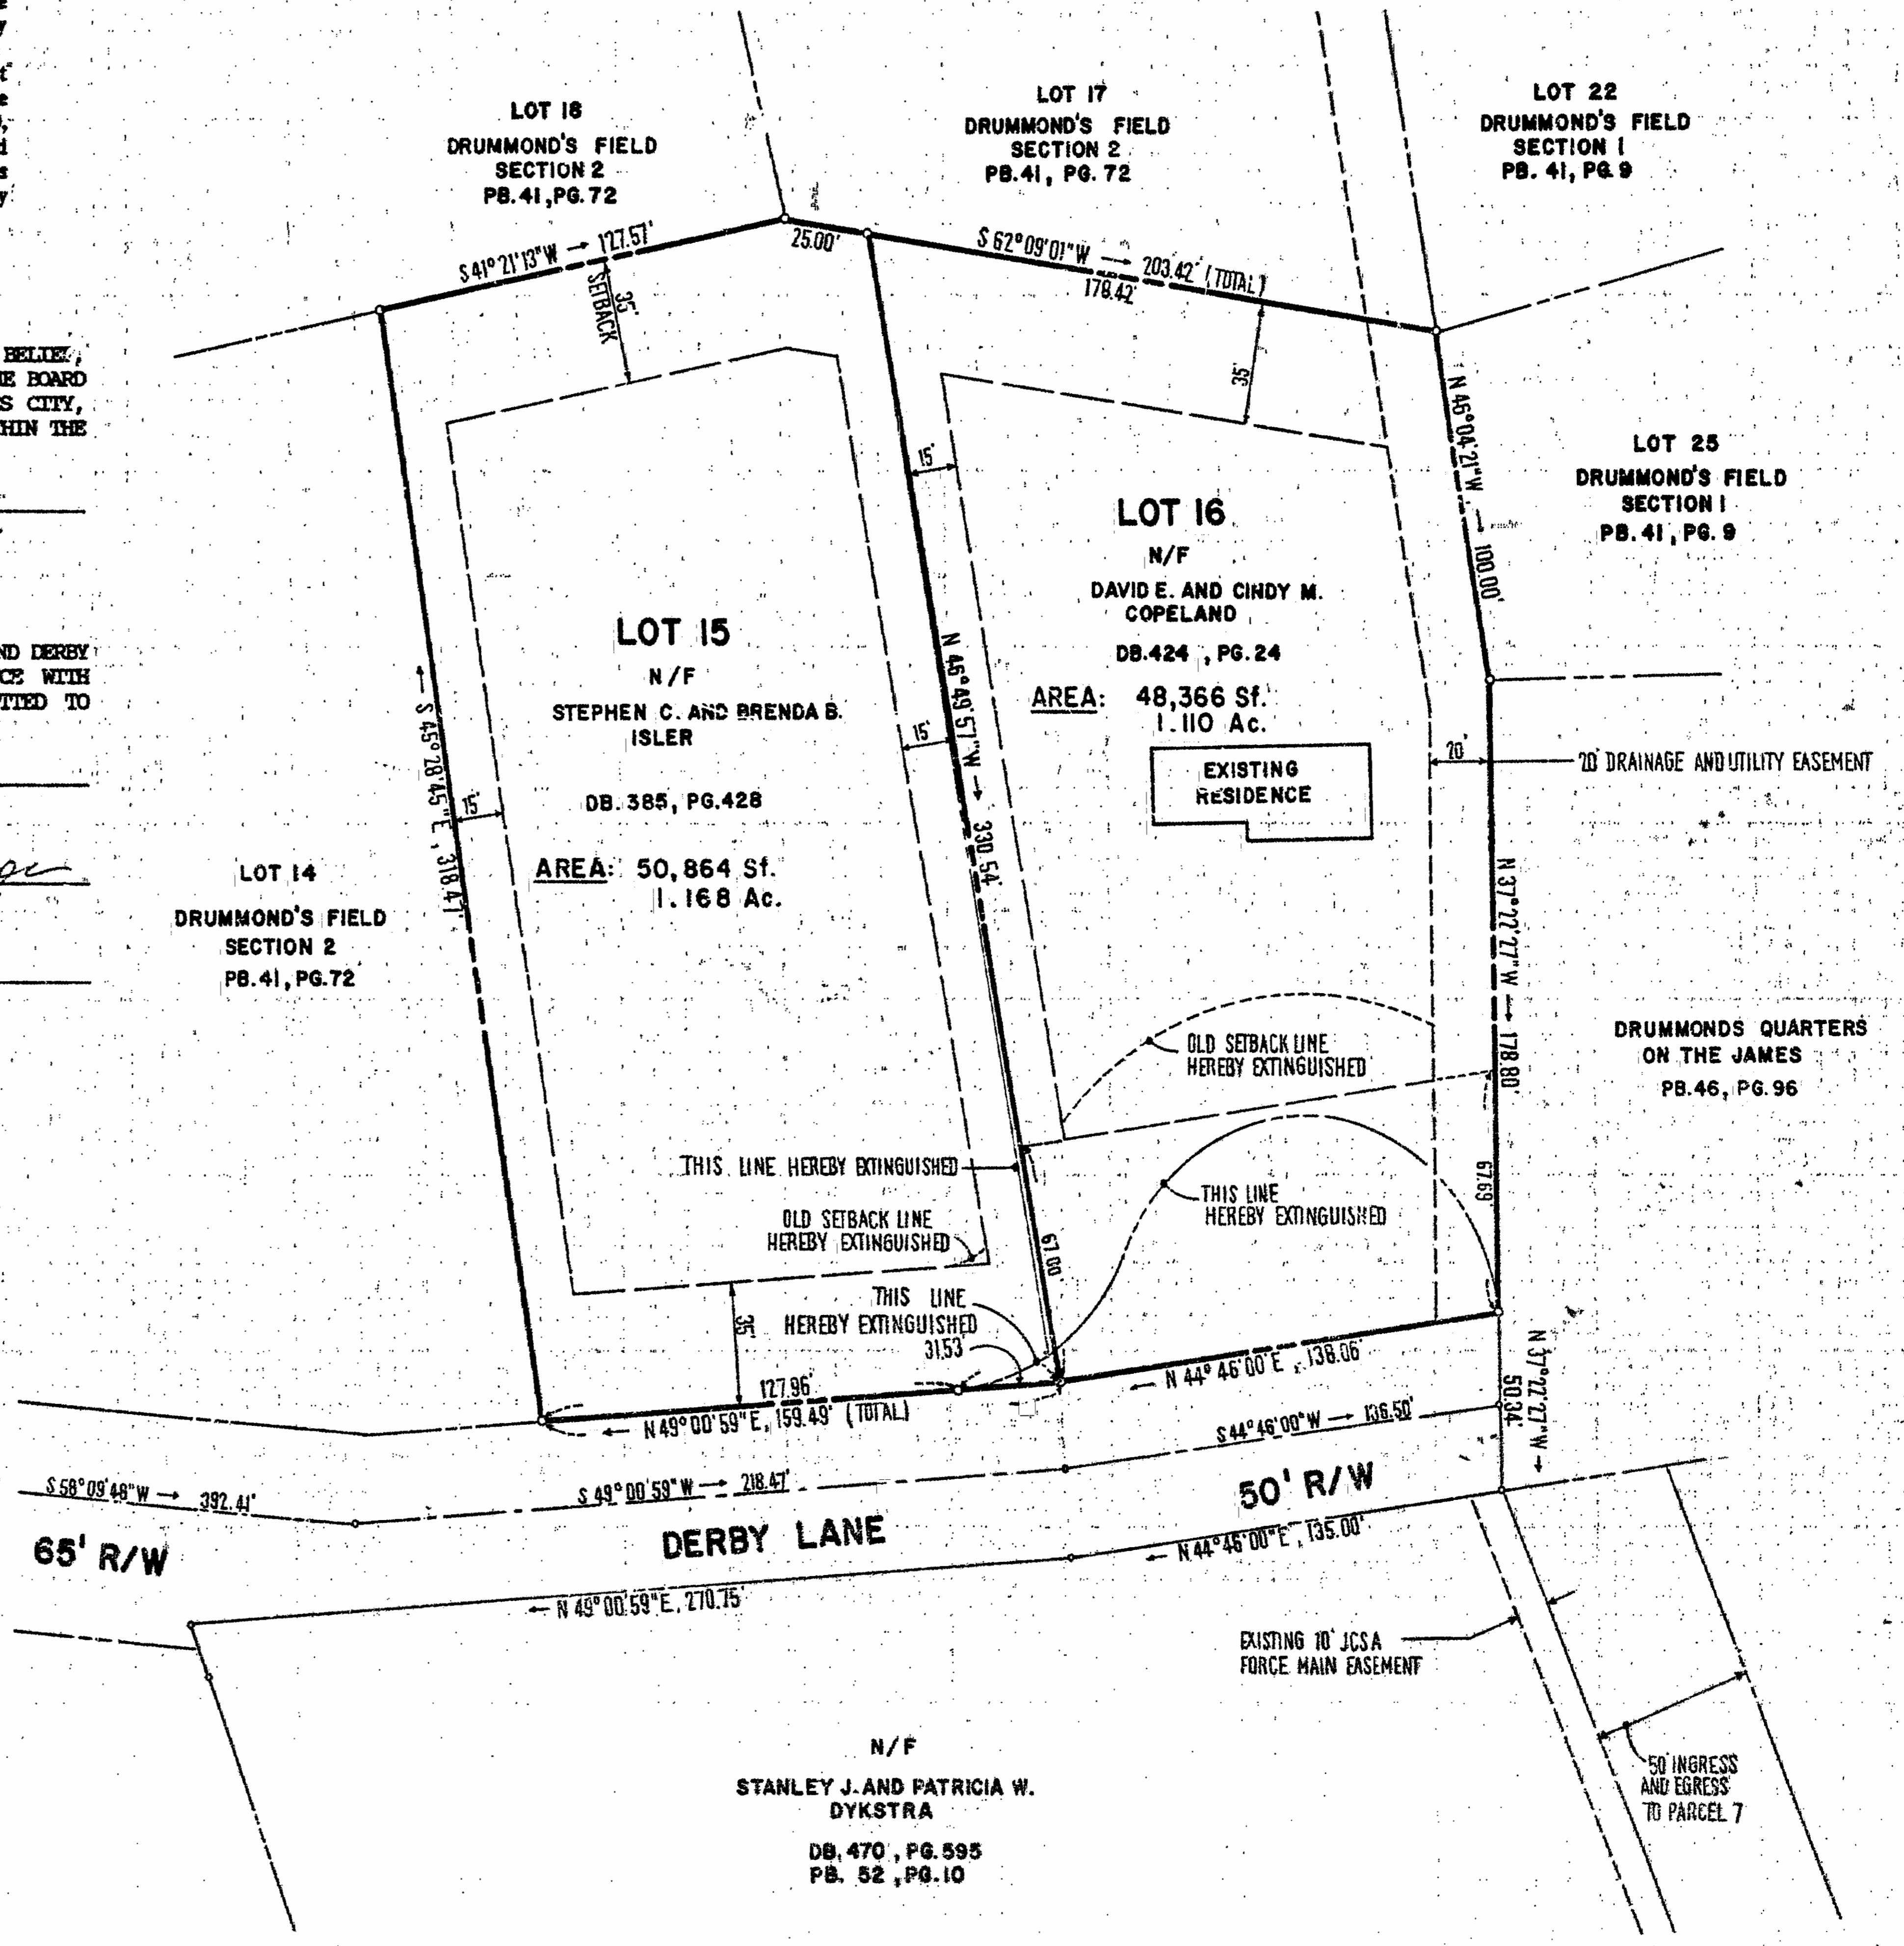 BELIEF,
BOARD
CITY,
THIN THE
ND DERBY
WITH
TO
LOT 18
DRUMMOND'S FIELD
SECTION 2
PB.41,PG.72
LOT 17
DRUMMOND'S FIELD
SECTION 2
PB.41, PG. 72
LOT 22
DRUMMOND'S FIELD
SECTION 1
PB. 41, PG. 9
S 41° 21' 13" W → 127.57'
35'
SETBACK
25.00'
S 62° 09' 01" W → 203.42' (TOTAL)
178.42'
35'
N 46° 04' 21" W → 100.00'
LOT 25
DRUMMOND'S FIELD
SECTION 1
PB. 41, PG. 9
15'
LOT 16
N/F
DAVID E. AND CINDY M.
COPELAND
DB.424 , PG.24
AREA: 48,366 Sf.
1.110 Ac.
EXISTING
RESIDENCE
20'
20' DRAINAGE AND UTILITY EASEMENT
LOT 15
N/F
STEPHEN C. AND BRENDA B.
ISLER
DB. 385, PG.428
AREA: 50,864 Sf.
1.168 Ac.
← S 45° 28' 45" E , 318.47'
15'
15'
→ 330.54'
LOT 14
DRUMMOND'S FIELD
SECTION 2
PB.41, PG.72
N 37° 22' 27" W → 178.80'
DRUMMONDS QUARTERS
ON THE JAMES
PB.46, PG.96
OLD SETBACK LINE
HEREBY EXTINGUISHED
THIS LINE HEREBY EXTINGUISHED
THIS LINE
HEREBY EXTINGUISHED
67.69'
OLD SETBACK LINE
HEREBY EXTINGUISHED
67.00'
THIS LINE
HEREBY EXTINGUISHED
31.53'
35'
127.96'
← N 49° 00' 59" E, 159.49' (TOTAL)
← N 44° 46' 00" E , 138.06'
N 37° 22' 27" W →
50.34'
S 44° 46' 00" W → 136.50'
S 58° 09' 48" W → 392.41'
S 49° 00' 59" W → 218.47'
50' R/W
DERBY LANE
65' R/W
← N 44° 46' 00" E , 135.00'
← N 49° 00' 59" E, 270.75'
EXISTING 10' JCSA
FORCE MAIN EASEMENT
50' INGRESS
AND EGRESS
TO PARCEL 7
N/F
STANLEY J. AND PATRICIA W.
DYKSTRA
DB. 470 , PG. 595
PB. 52 , PG. 10